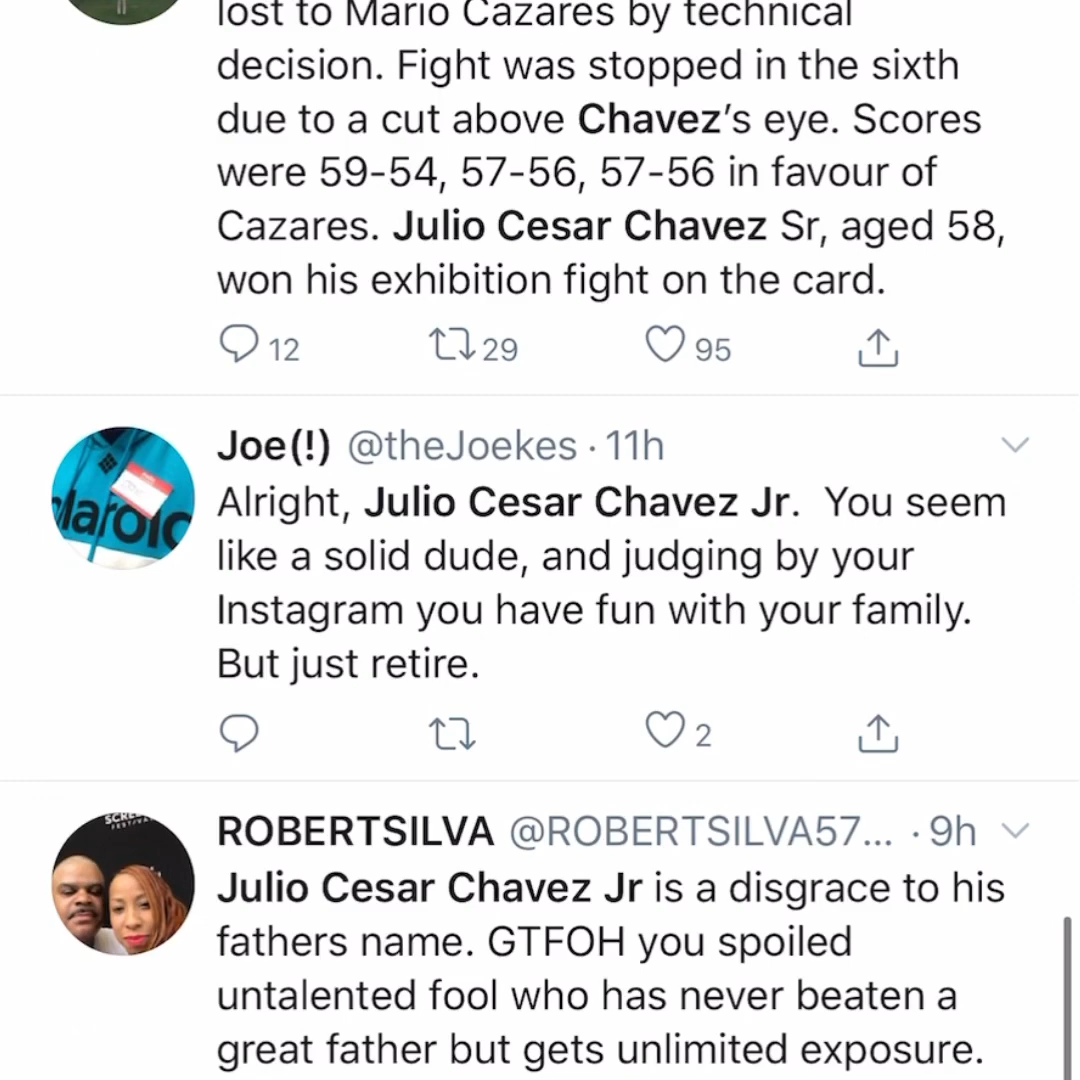 lost to Mario Cazares by technical
decision. Fight was stopped in the sixth
due to a cut above Chavez's eye. Scores
were 59-54, 57-56, 57-56 in favour of
Cazares. Julio Cesar Chavez Sr, aged 58,
won his exhibition fight on the card.
12 29 95
Joe(!) @theJoekes · 11h
Alright, Julio Cesar Chavez Jr.  You seem
like a solid dude, and judging by your
Instagram you have fun with your family.
But just retire.
2
ROBERTSILVA @ROBERTSILVA57... · 9h
Julio Cesar Chavez Jr is a disgrace to his
fathers name. GTFOH you spoiled
untalented fool who has never beaten a
great father but gets unlimited exposure.